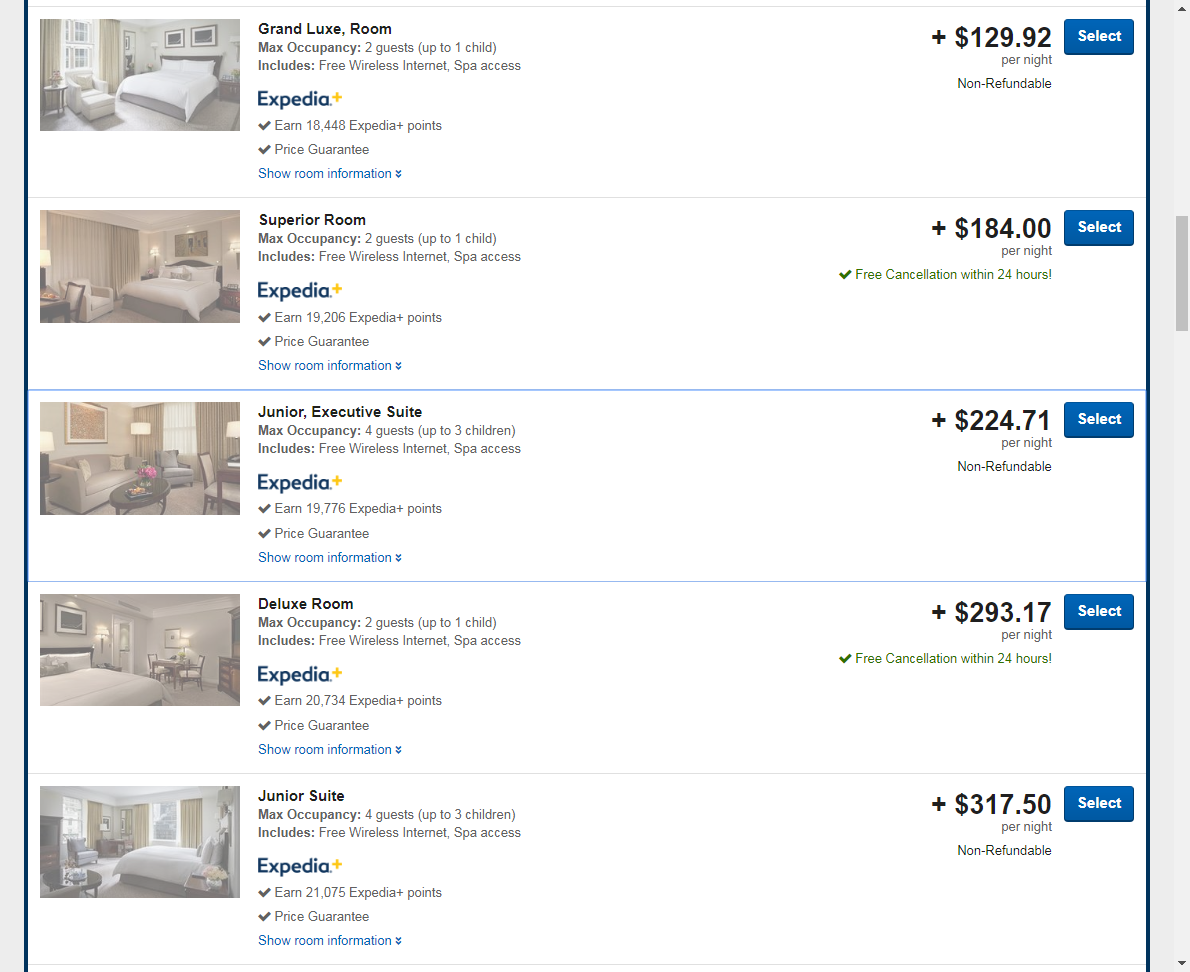 Grand Luxe, Room
Max Occupancy: 2 guests (up to 1 child)
Includes: Free Wireless Internet, Spa access
Expedia+
Earn 18,448 Expedia+ points
Price Guarantee
Show room information
+ $129.92
per night
Non-Refundable
Select
Superior Room
Max Occupancy: 2 guests (up to 1 child)
Includes: Free Wireless Internet, Spa access
Expedia+
Earn 19,206 Expedia+ points
Price Guarantee
Show room information
+ $184.00
per night
Free Cancellation within 24 hours!
Select
Junior, Executive Suite
Max Occupancy: 4 guests (up to 3 children)
Includes: Free Wireless Internet, Spa access
Expedia+
Earn 19,776 Expedia+ points
Price Guarantee
Show room information
+ $224.71
per night
Non-Refundable
Select
Deluxe Room
Max Occupancy: 2 guests (up to 1 child)
Includes: Free Wireless Internet, Spa access
Expedia+
Earn 20,734 Expedia+ points
Price Guarantee
Show room information
+ $293.17
per night
Free Cancellation within 24 hours!
Select
Junior Suite
Max Occupancy: 4 guests (up to 3 children)
Includes: Free Wireless Internet, Spa access
Expedia+
Earn 21,075 Expedia+ points
Price Guarantee
Show room information
+ $317.50
per night
Non-Refundable
Select